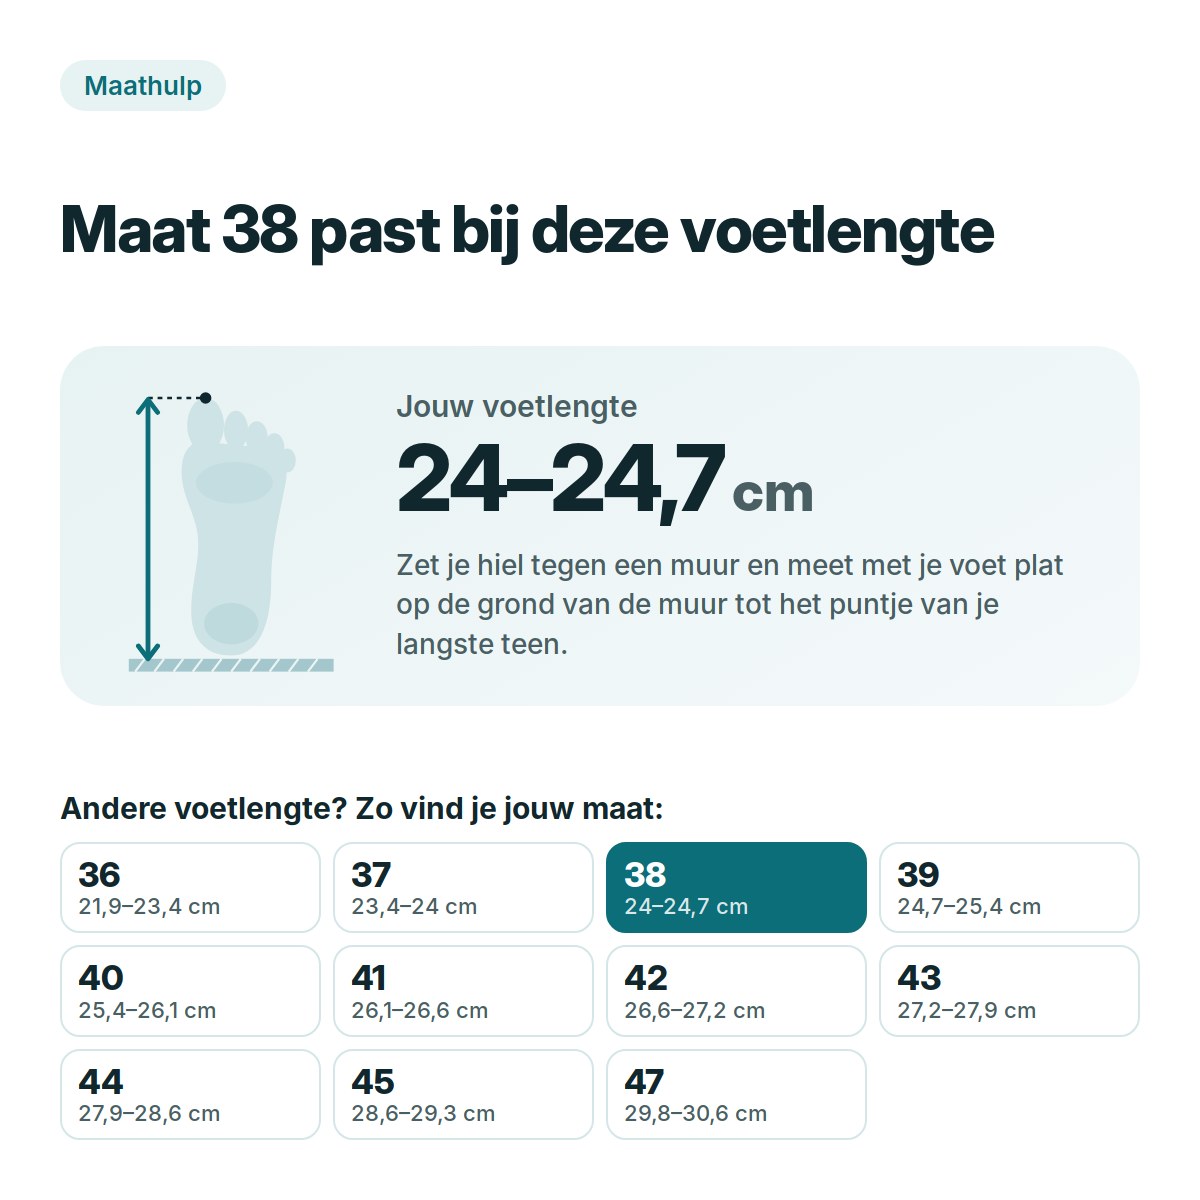 Maathulp
Maat 38 past bij deze voetlengte
Jouw voetlengte
24–24,7 cm
Zet je hiel tegen een muur en meet met je voet plat
op de grond van de muur tot het puntje van je
langste teen.
Andere voetlengte? Zo vind je jouw maat:
36
21,9–23,4 cm
37
23,4–24 cm
38
24–24,7 cm
39
24,7–25,4 cm
40
25,4–26,1 cm
41
26,1–26,6 cm
42
26,6–27,2 cm
43
27,2–27,9 cm
44
27,9–28,6 cm
45
28,6–29,3 cm
47
29,8–30,6 cm